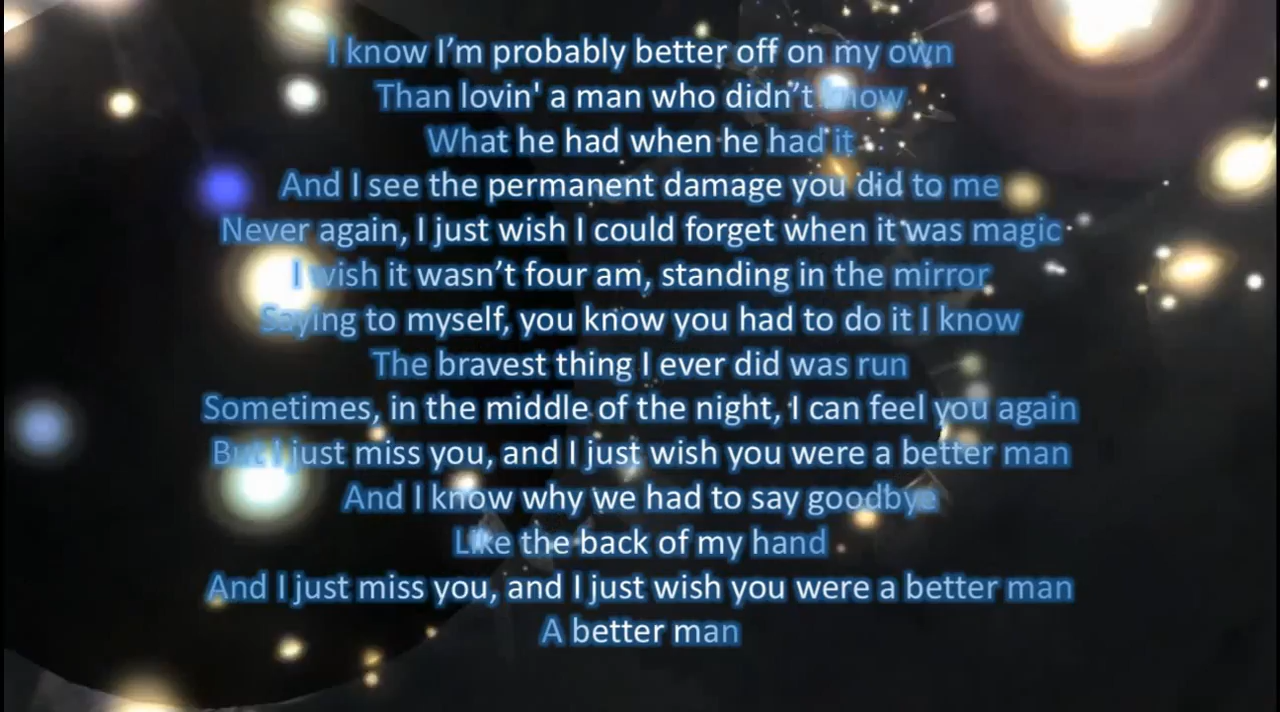 I know I’m probably better off on my own
Than lovin' a man who didn’t know
What he had when he had it
And I see the permanent damage you did to me
Never again, I just wish I could forget when it was magic
I wish it wasn’t four am, standing in the mirror
Saying to myself, you know you had to do it I know
The bravest thing I ever did was run
Sometimes, in the middle of the night, I can feel you again
But I just miss you, and I just wish you were a better man
And I know why we had to say goodbye
Like the back of my hand
And I just miss you, and I just wish you were a better man
A better man